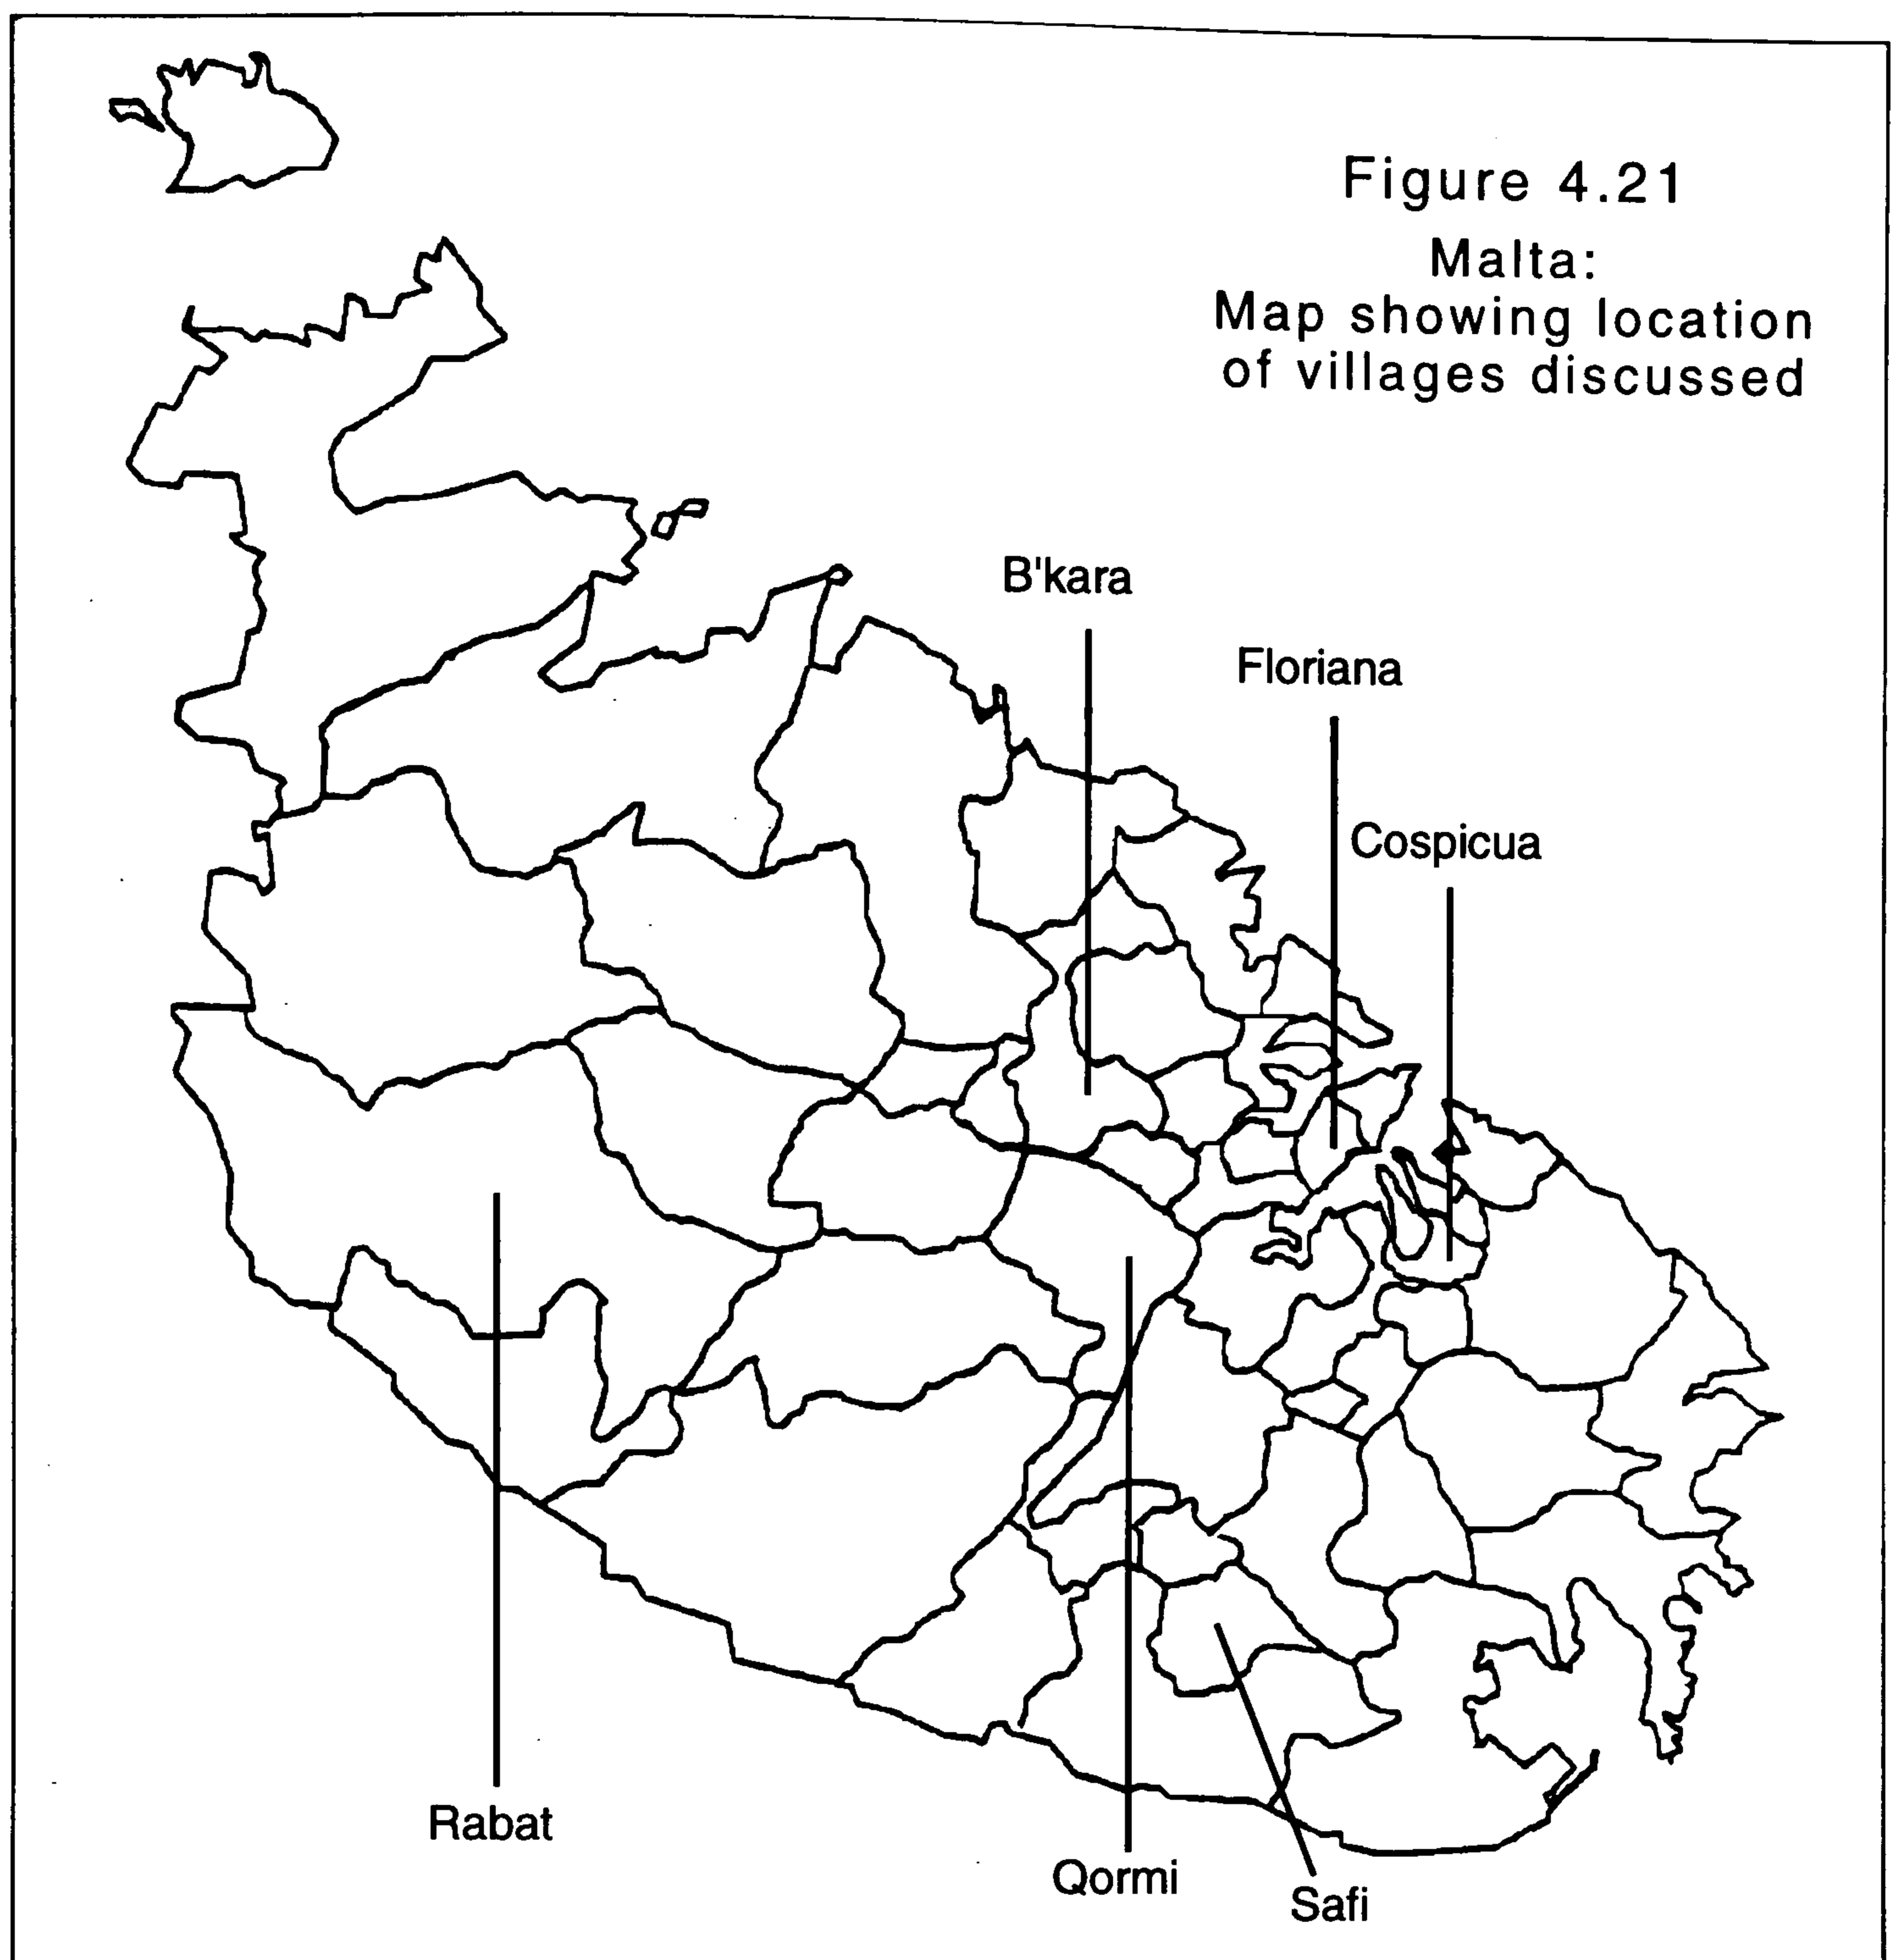 Figure 4.21
Malta:
Map showing location
of villages discussed
B'kara
Floriana
Cospicua
Rabat
Qormi
Safi